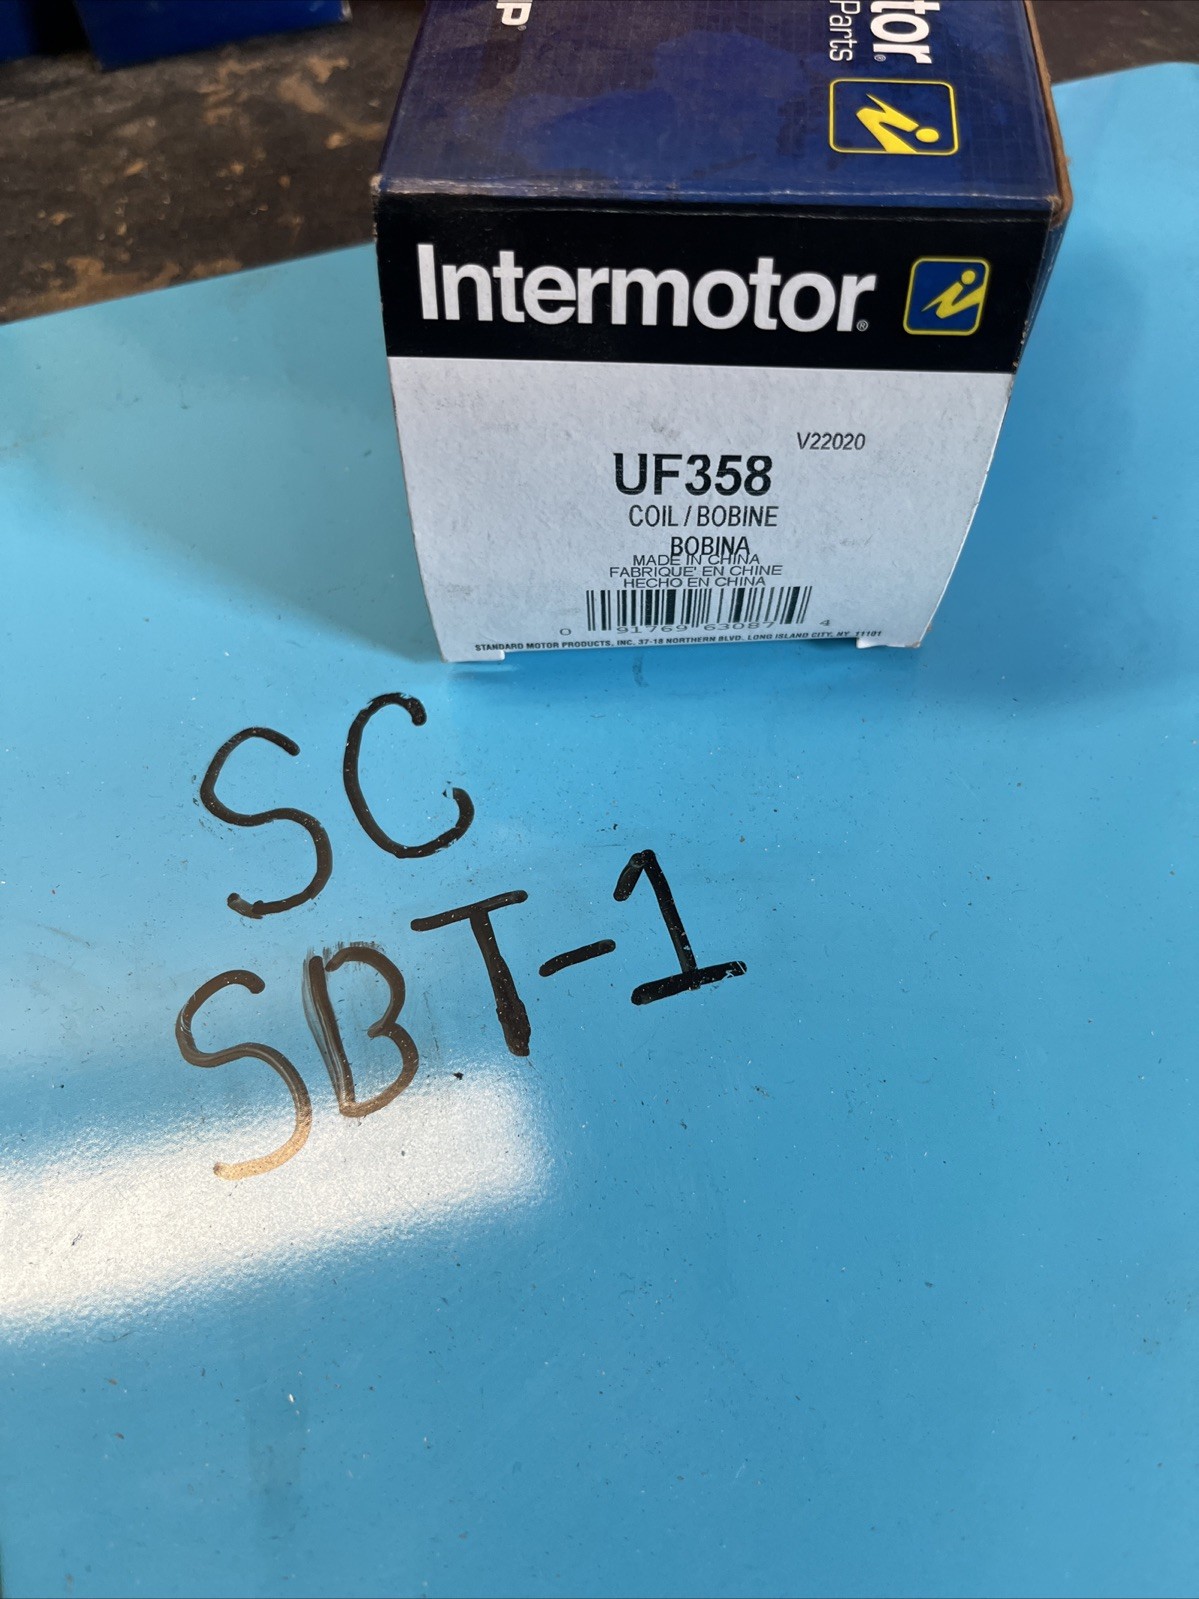 P®
tor®
Parts
Intermotor®
V22020
UF358
COIL / BOBINE
BOBINA
MADE IN CHINA
FABRIQUE' EN CHINE
HECHO EN CHINA
0 91769 63087 4
STANDARD MOTOR PRODUCTS, INC. 37-18 NORTHERN BLVD. LONG ISLAND CITY, NY 11101
SC
SBT-1